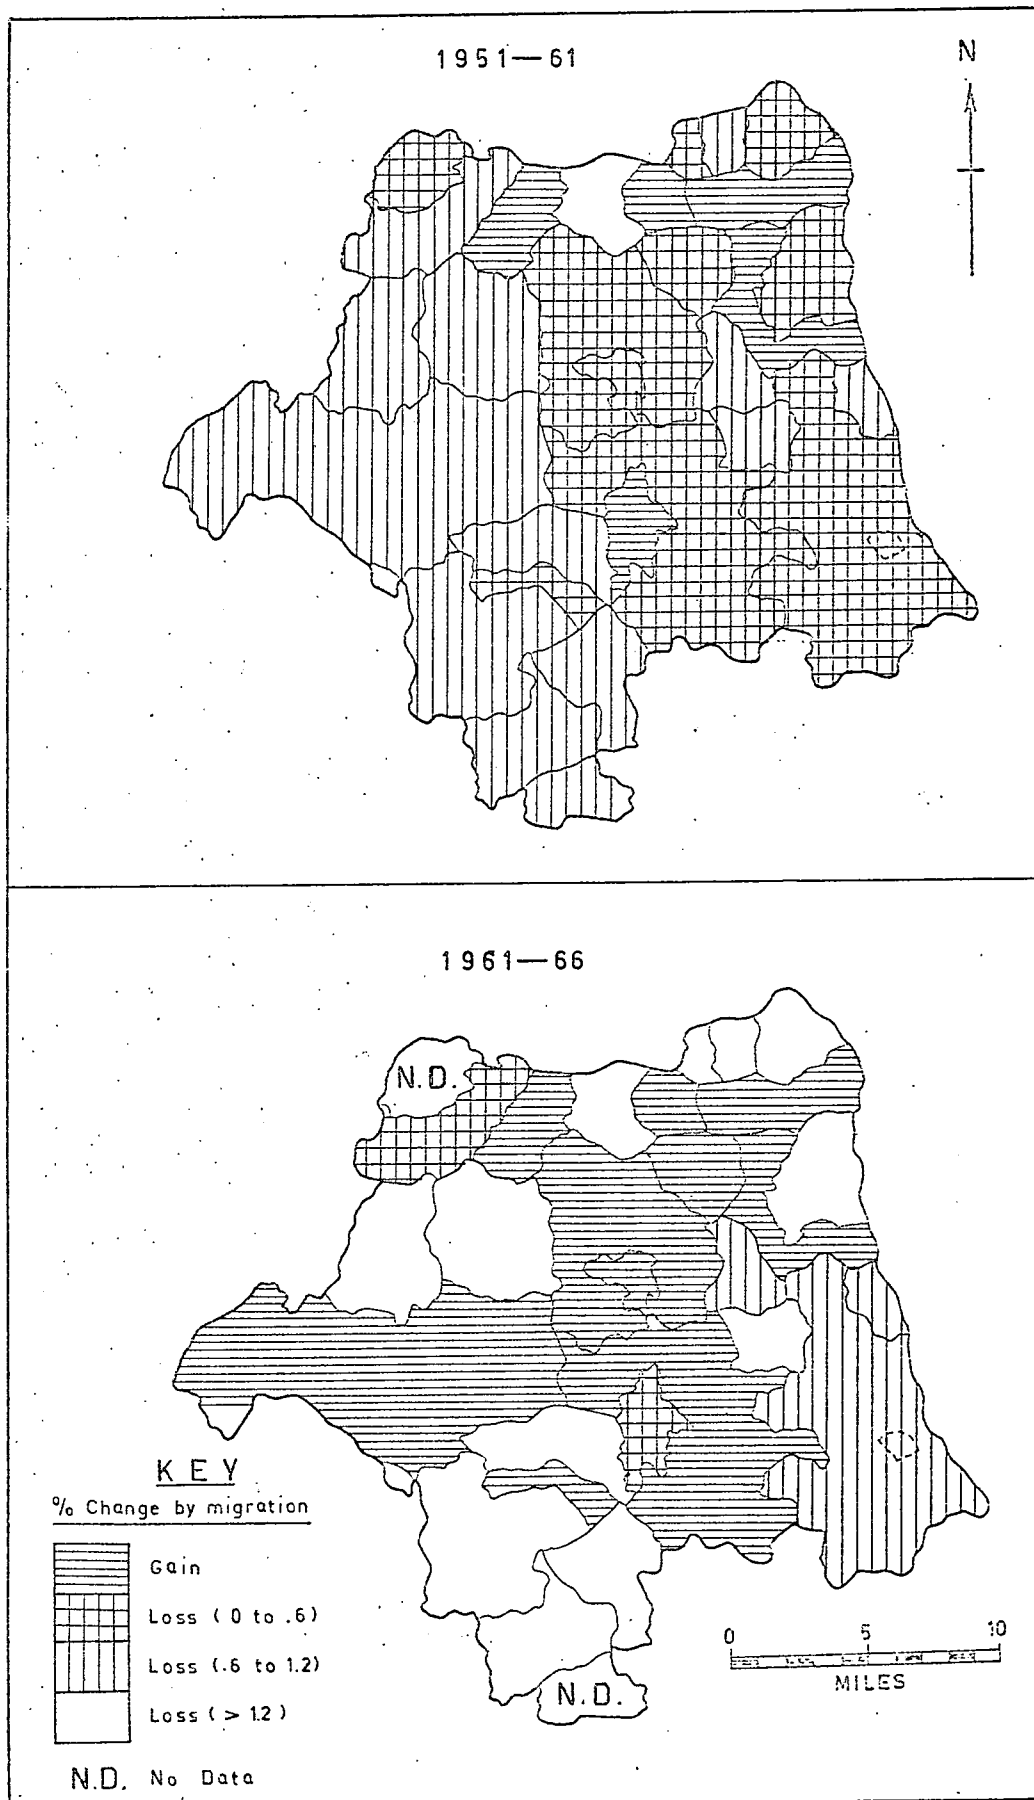 1951—61
N
1961—66
N.D.
KEY
% Change by migration
Gain
Loss ( 0 to .6)
Loss (.6 to 1.2)
Loss ( > 1.2 )
N.D. No Data
0 5 10
MILES
N.D.